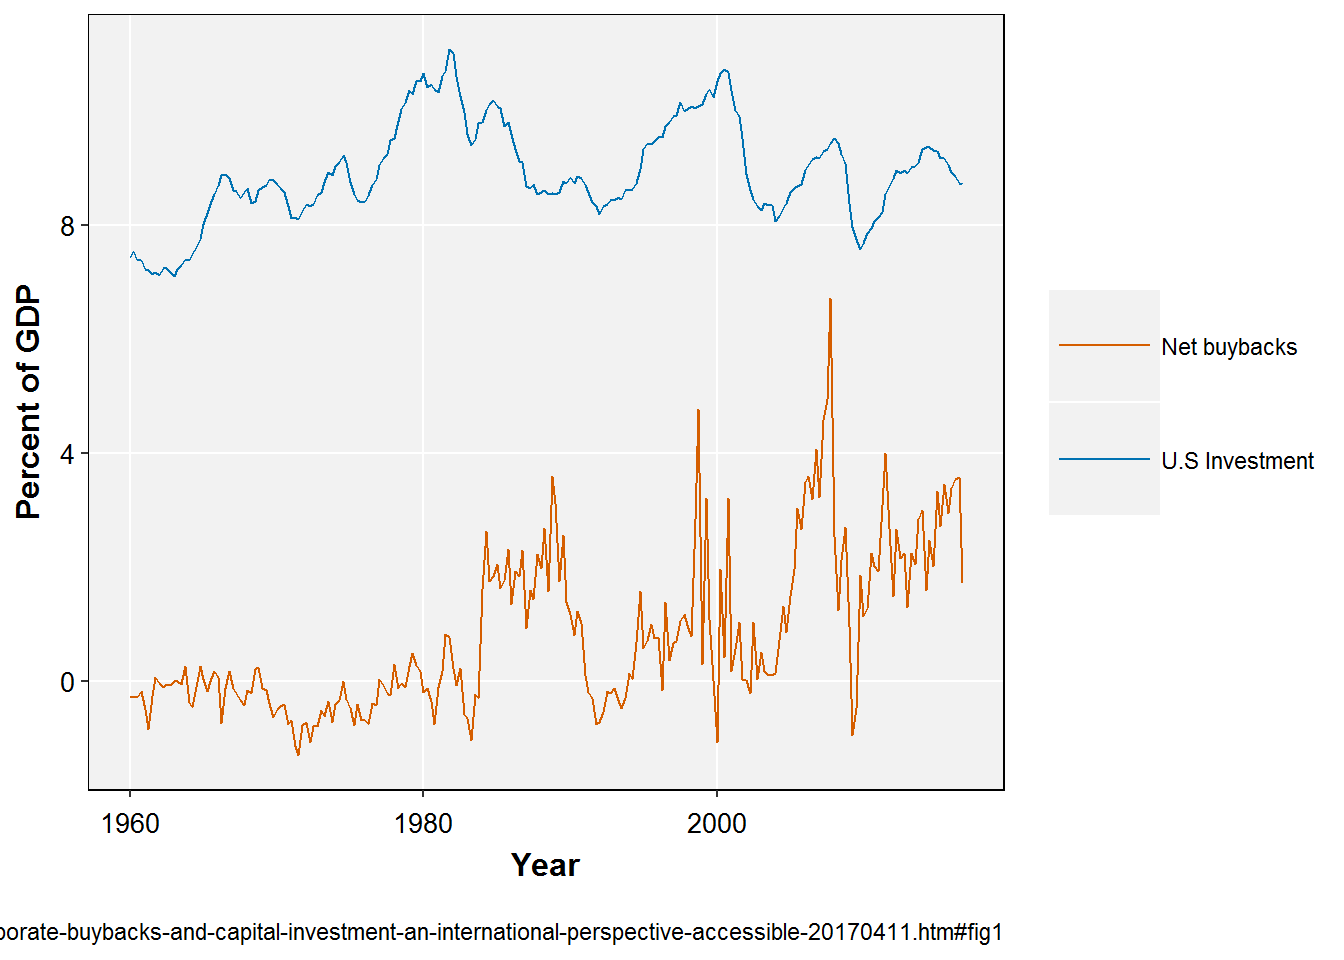 8
4
0
Percent of GDP
1960 1980 2000
Year
Net buybacks
U.S Investment
porate-buybacks-and-capital-investment-an-international-perspective-accessible-20170411.htm#fig1